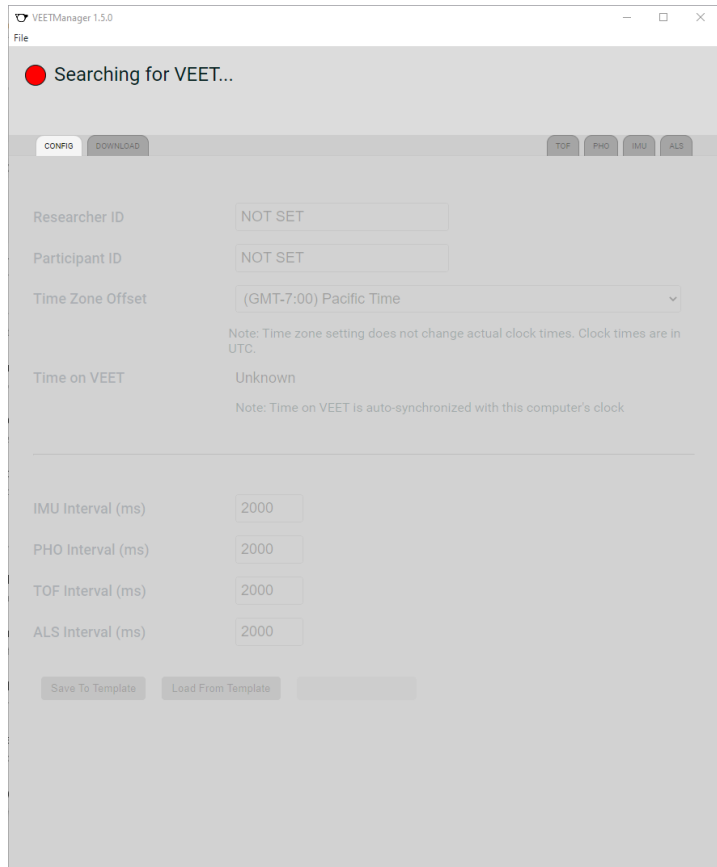 VEETManager 1.5.0
File
Searching for VEET...
CONFIG
DOWNLOAD
TOF
PHO
IMU
ALS
Researcher ID
NOT SET
Participant ID
NOT SET
Time Zone Offset
(GMT-7:00) Pacific Time
Note: Time zone setting does not change actual clock times. Clock times are in
UTC.
Time on VEET
Unknown
Note: Time on VEET is auto-synchronized with this computer's clock
IMU Interval (ms)
2000
PHO Interval (ms)
2000
TOF Interval (ms)
2000
ALS Interval (ms)
2000
Save To Template
Load From Template